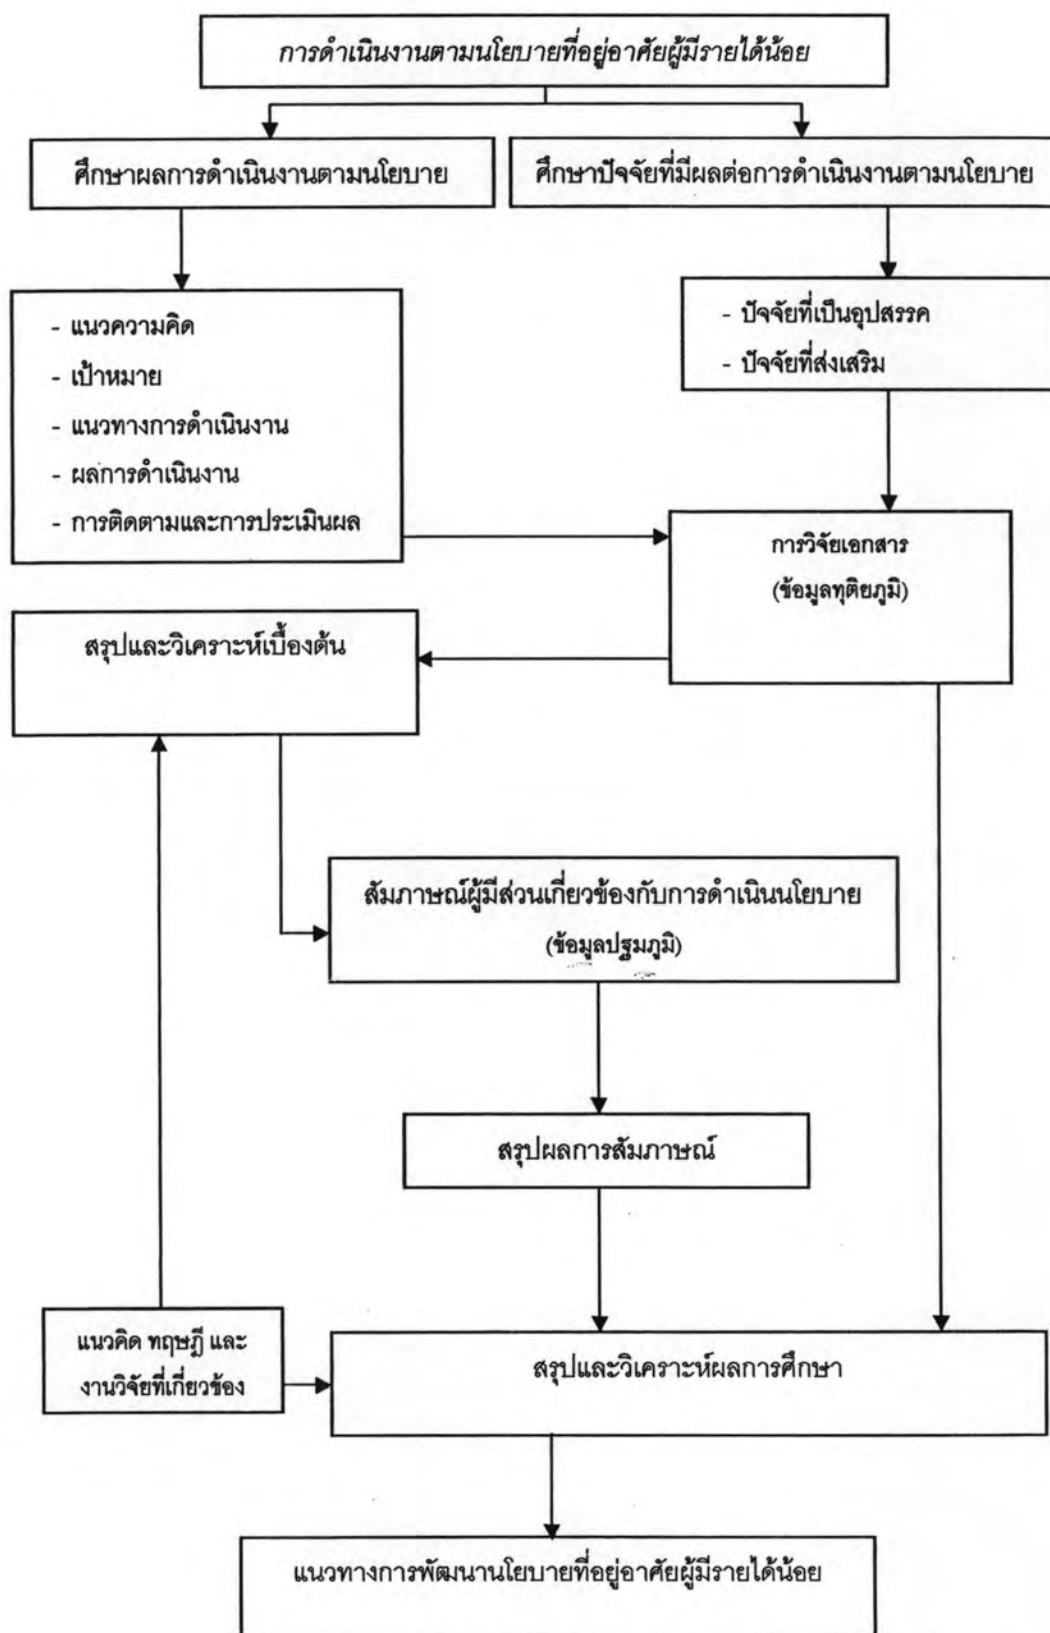 การดำเนินงานตามนโยบายที่อยู่อาศัยผู้มีรายได้น้อย
ศึกษาผลการดำเนินงานตามนโยบาย
ศึกษาปัจจัยที่มีผลต่อการดำเนินงานตามนโยบาย
- แนวความคิด
- เป้าหมาย
- แนวทางการดำเนินงาน
- ผลการดำเนินงาน
- การติดตามและการประเมินผล
- ปัจจัยที่เป็นอุปสรรค
- ปัจจัยที่ส่งเสริม
การวิจัยเอกสาร
(ข้อมูลทุติยภูมิ)
สรุปและวิเคราะห์เบื้องต้น
สัมภาษณ์ผู้มีส่วนเกี่ยวข้องกับการดำเนินนโยบาย
(ข้อมูลปฐมภูมิ)
สรุปผลการสัมภาษณ์
แนวคิด ทฤษฎี และ
งานวิจัยที่เกี่ยวข้อง
สรุปและวิเคราะห์ผลการศึกษา
แนวทางการพัฒนานโยบายที่อยู่อาศัยผู้มีรายได้น้อย